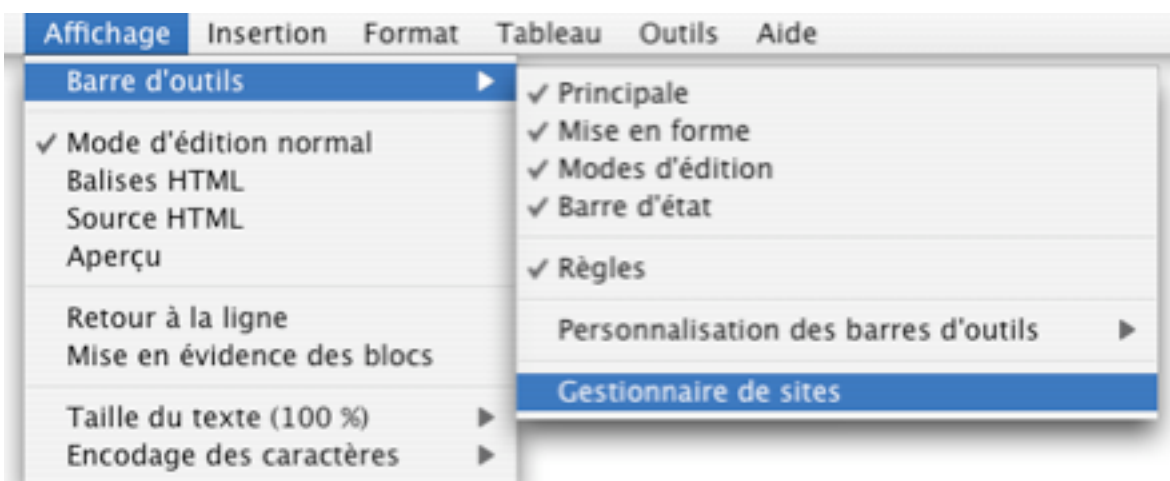 Affichage Insertion Format Tableau Outils Aide
Barre d'outils
✓ Mode d'édition normal
Balises HTML
Source HTML
Aperçu
Retour à la ligne
Mise en évidence des blocs
Taille du texte (100 %)
Encodage des caractères
✓ Principale
✓ Mise en forme
✓ Modes d'édition
✓ Barre d'état
✓ Règles
Personnalisation des barres d'outils
Gestionnaire de sites